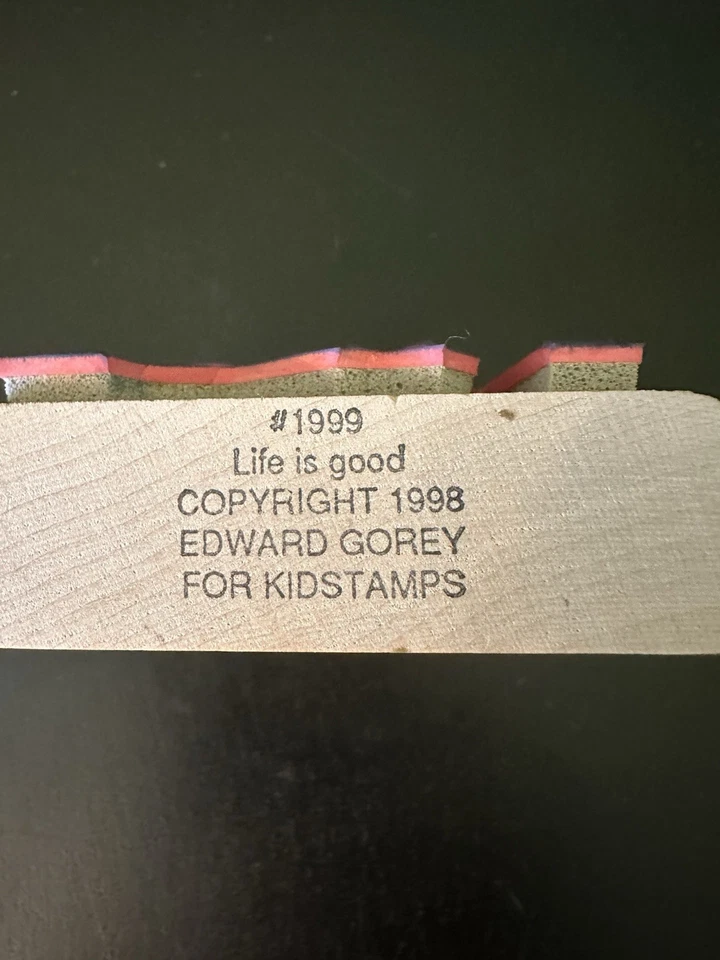 #1999
Life is good
COPYRIGHT 1998
EDWARD GOREY
FOR KIDSTAMPS